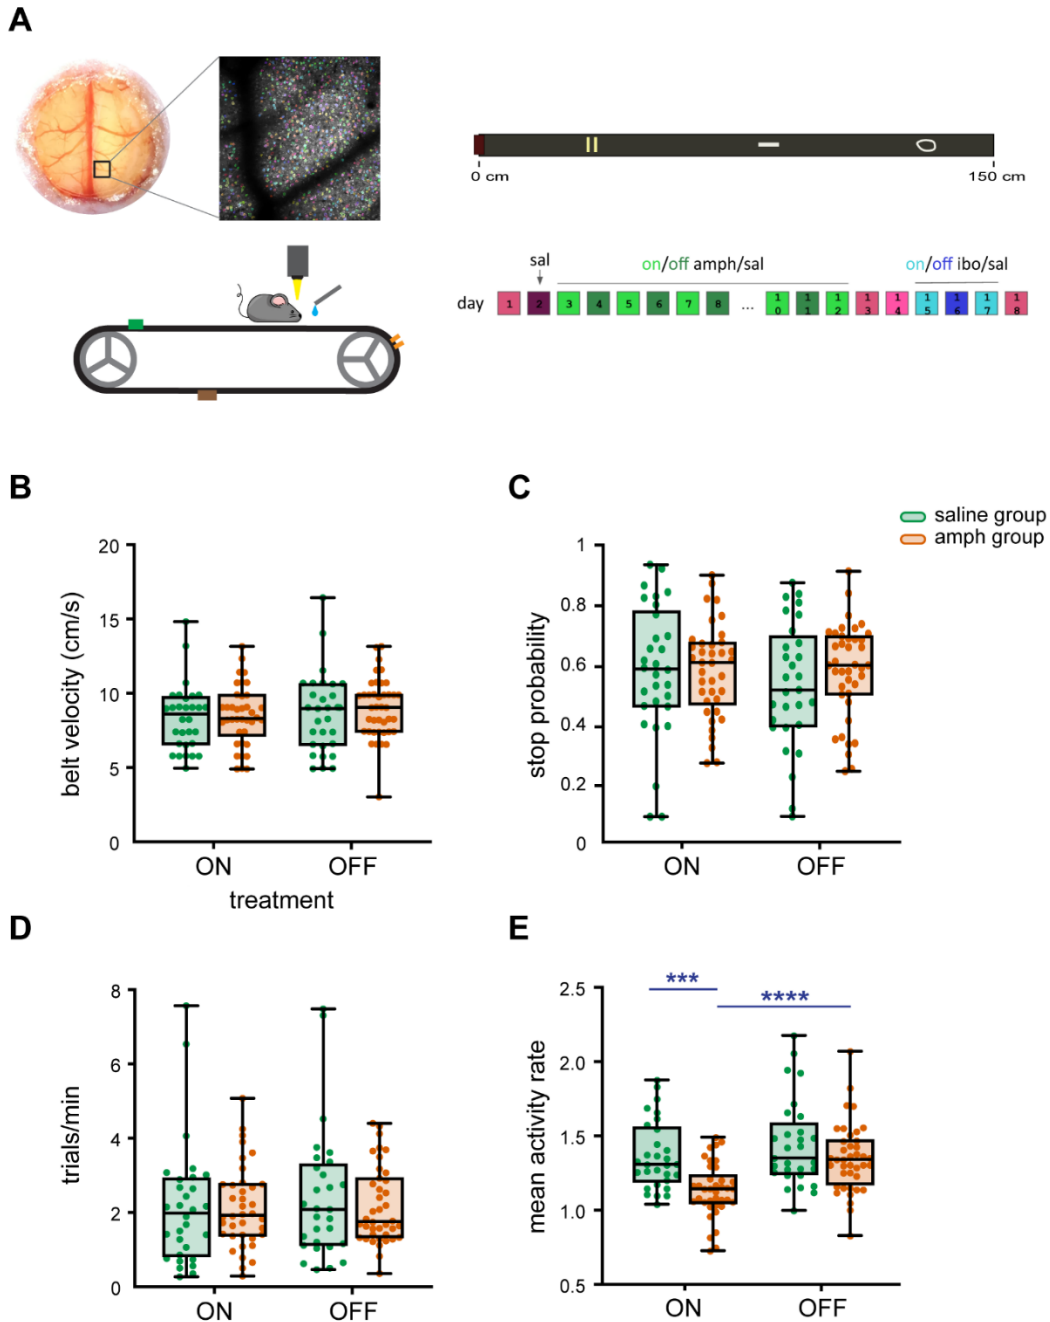 A
0 cm
150 cm
sal
on/off amph/sal
on/off ibo/sal
day 1 2 3 4 5 6 7 8 ... 10 11 12 13 14 15 16 17 18
B
C
saline group
amph group
20
15
10
5
0
belt velocity (cm/s)
ON
OFF
treatment
1
0.8
0.6
0.4
0.2
0
stop probability
ON
OFF
D
E
8
6
4
2
0
trials/min
ON
OFF
***
****
2.5
2.0
1.5
1.0
0.5
mean activity rate
ON
OFF